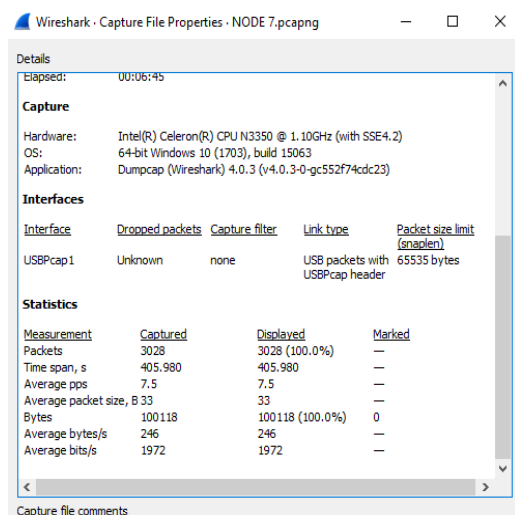 Wireshark · Capture File Properties · NODE 7.pcapng
Details
Elapsed: 00:06:45
Capture
Hardware: Intel(R) Celeron(R) CPU N3350 @ 1.10GHz (with SSE4.2)
OS: 64-bit Windows 10 (1703), build 15063
Application: Dumpcap (Wireshark) 4.0.3 (v4.0.3-0-gc552f74cdc23)
Interfaces
Interface Dropped packets Capture filter Link type Packet size limit
(snaplen)
USBPcap1 Unknown none USB packets with 65535 bytes
USBPcap header
Statistics
Measurement Captured Displayed Marked
Packets 3028 3028 (100.0%) —
Time span, s 405.980 405.980 —
Average pps 7.5 7.5 —
Average packet size, B 33 33 —
Bytes 100118 100118 (100.0%) 0
Average bytes/s 246 246 —
Average bits/s 1972 1972 —
Capture file comments